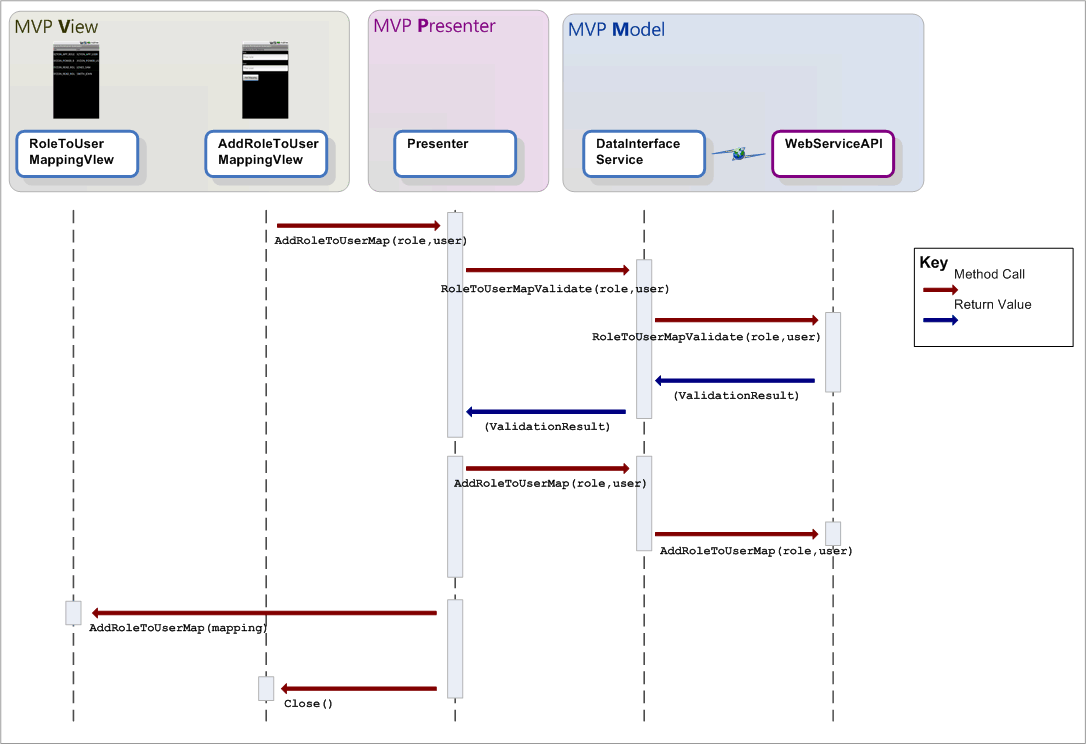 MVP View
MVP Presenter
MVP Model
RoleToUser
MappingVIew
AddRoleToUser
MappingVIew
Presenter
DataInterface
Service
WebServiceAPI
AddRoleToUserMap(role,user)
RoleToUserMapValidate(role,user)
RoleToUserMapValidate(role,user)
(ValidationResult)
(ValidationResult)
AddRoleToUserMap(role,user)
AddRoleToUserMap(role,user)
AddRoleToUserMap(mapping)
Close()
Key
Method Call
Return Value